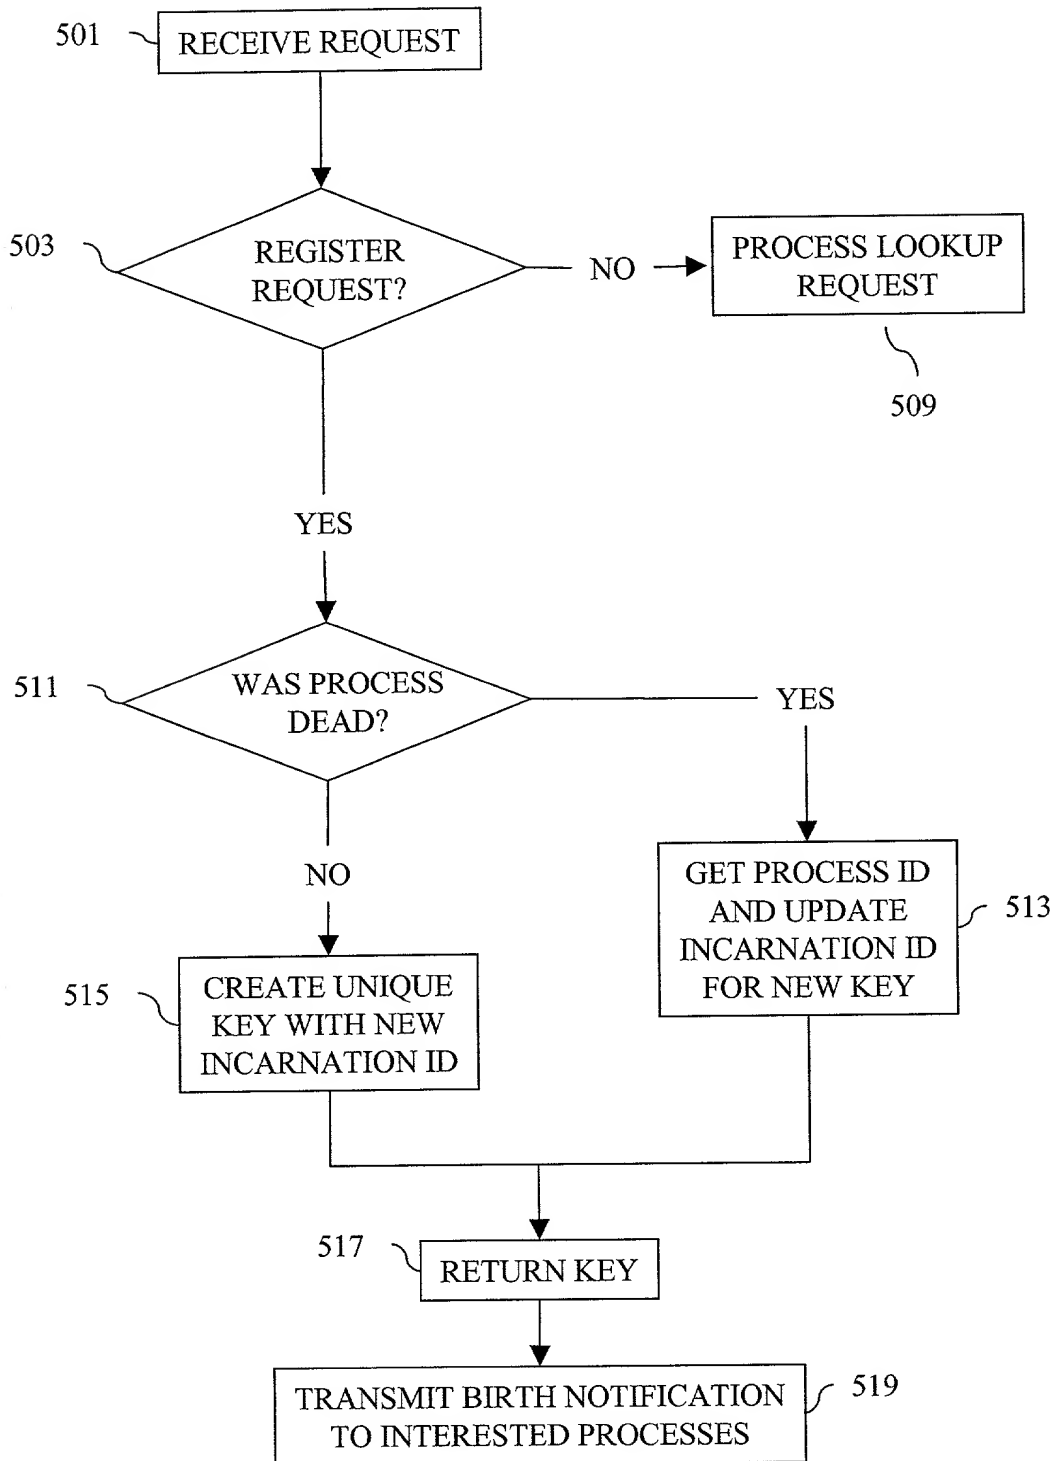 501
RECEIVE REQUEST
503
REGISTER
REQUEST?
NO
PROCESS LOOKUP
REQUEST
509
YES
511
WAS PROCESS
DEAD?
YES
NO
GET PROCESS ID
AND UPDATE
INCARNATION ID
FOR NEW KEY
513
515
CREATE UNIQUE
KEY WITH NEW
INCARNATION ID
517
RETURN KEY
TRANSMIT BIRTH NOTIFICATION
TO INTERESTED PROCESSES
519